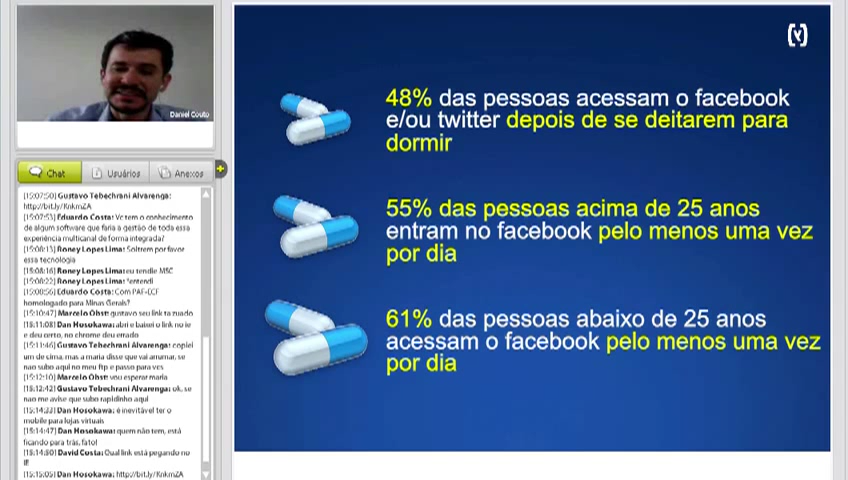 Daniel Couto
Chat
Usuários
Anexos
[15:07:50] Gustavo Tebechrani Alvarenga:
http://bit.ly/KnkmZA
[15:07:53] Eduardo Costa: Vc tem o conhecimento
de algum software que faria a gestão de toda essa
experiência multicanal de forma integrada?
[15:08:13] Roney Lopes Lima: Soltrem por favor
essa tecnologia
[15:08:16] Roney Lopes Lima: eu tendie MSC
[15:08:22] Roney Lopes Lima: *entendi
Eduardo Costa: Com PAF-ECF
homologado para Minas Gerais?
[15:10:47] Marcelo Obst: gustavo seu link ta zuado
[15:11:08] Dan Hosokawa: abri e baixei o link no ie
e deu certo, no chrome deu errado
[15:11:46] Gustavo Tebechrani Alvarenga: copiei
um de cima, mas a maria disse que vai arrumar, se
nao subo aqui no meu ftp e passo para vcs
[15:12:10] Marcelo Obst: vou esperar maria
[15:12:42] Gustavo Tebechrani Alvarenga: ok, se
nao me avise que subo rapidinho aqui
[15:14:33] Dan Hosokawa: é inevitável ter o
mobile para lojas virtuais
[15:14:47] Dan Hosokawa: quem não tem, está
ficando para trás, fato!
David Costa: Qual link está pegando no
IE
[15:15:05] Dan Hosokawa: http://bit.ly/KnkmZA
48% das pessoas acessam o facebook
e/ou twitter depois de se deitarem para
dormir
55% das pessoas acima de 25 anos
entram no facebook pelo menos uma vez
por dia
61% das pessoas abaixo de 25 anos
acessam o facebook pelo menos uma vez
por dia